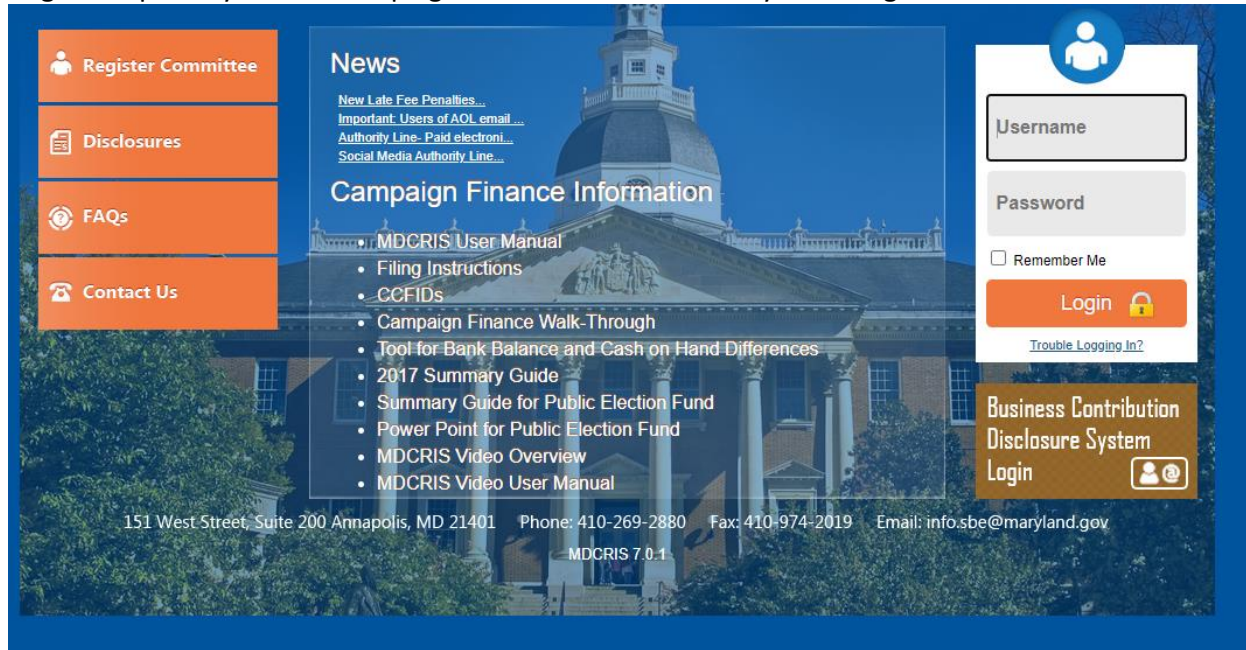 Register Committee
Disclosures
FAQs
Contact Us
News
New Late Fee Penalties...
Important: Users of AOL email ...
Authority Line- Paid electroni...
Social Media Authority Line...
Campaign Finance Information
• MDCRIS User Manual
• Filing Instructions
• CCFIDs
• Campaign Finance Walk-Through
• Tool for Bank Balance and Cash on Hand Differences
• 2017 Summary Guide
• Summary Guide for Public Election Fund
• Power Point for Public Election Fund
• MDCRIS Video Overview
• MDCRIS Video User Manual
Username
Password
Remember Me
Login
Trouble Logging In?
Business Contribution
Disclosure System
Login
151 West Street, Suite 200 Annapolis, MD 21401 Phone: 410-269-2880 Fax: 410-974-2019 Email: info.sbe@maryland.gov
MDCRIS 7.0.1